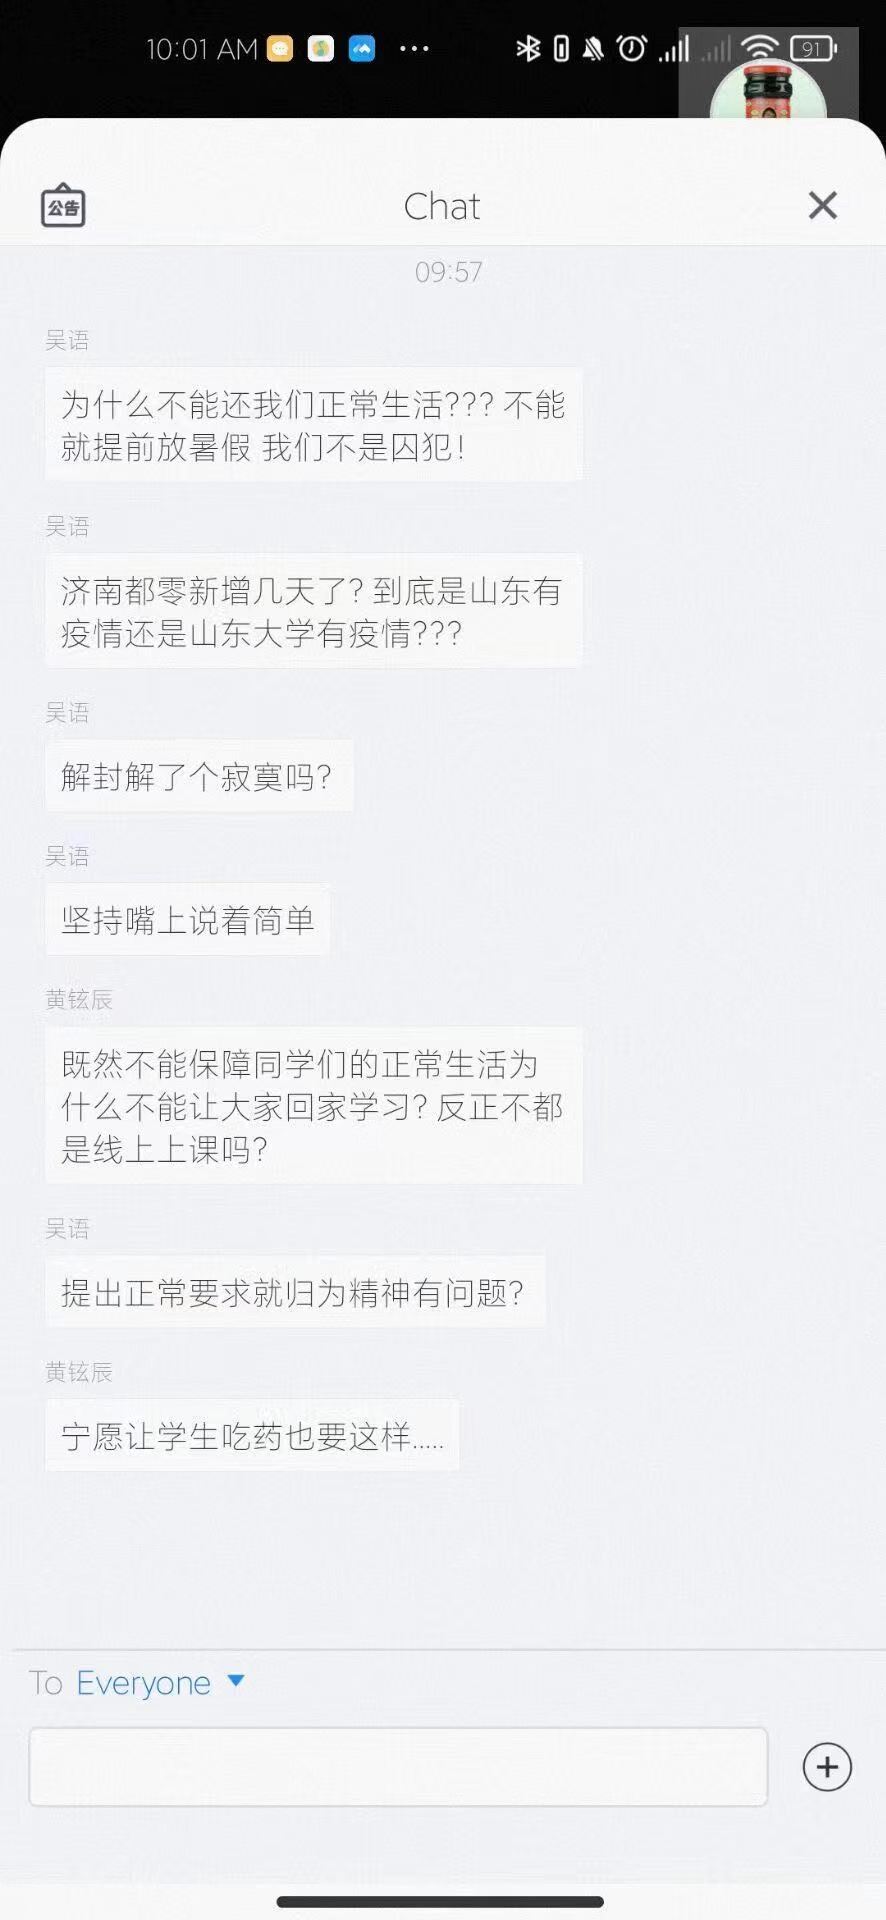 10:01 AM
91
公告
Chat
09:57
吴语
为什么不能还我们正常生活??? 不能
就提前放暑假 我们不是囚犯!
吴语
济南都零新增几天了? 到底是山东有
疫情还是山东大学有疫情???
吴语
解封解了个寂寞吗?
吴语
坚持嘴上说着简单
黄铉辰
既然不能保障同学们的正常生活为
什么不能让大家回家学习? 反正不都
是线上上课吗?
吴语
提出正常要求就归为精神有问题?
黄铉辰
宁愿让学生吃药也要这样.....
To Everyone